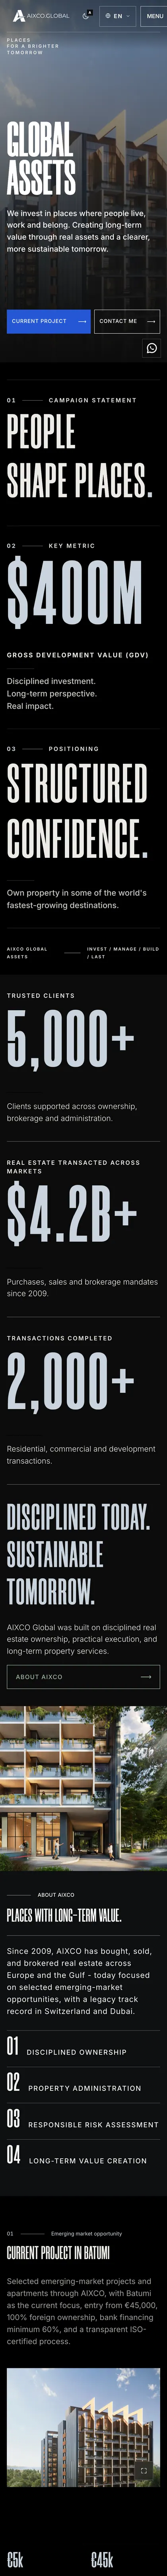 AIXCO GLOBAL
A
EN
MENU
PLACES
FOR A BRIGHTER
TOMORROW
GLOBAL
ASSETS
We invest in places where people live,
work and belong. Creating long-term
value through real assets and a clearer,
more sustainable tomorrow.
CURRENT PROJECT
CONTACT ME
01 CAMPAIGN STATEMENT
PEOPLE
SHAPE PLACES.
02 KEY METRIC
$400M
GROSS DEVELOPMENT VALUE (GDV)
Disciplined investment.
Long-term perspective.
Real impact.
03 POSITIONING
STRUCTURED
CONFIDENCE.
Own property in some of the world's
fastest-growing destinations.
AIXCO GLOBAL
ASSETS
INVEST / MANAGE / BUILD
/ LAST
TRUSTED CLIENTS
5,000+
Clients supported across ownership,
brokerage and administration.
REAL ESTATE TRANSACTED ACROSS
MARKETS
$4.2B+
Purchases, sales and brokerage mandates
since 2009.
TRANSACTIONS COMPLETED
2,000+
Residential, commercial and development
transactions.
DISCIPLINED TODAY.
SUSTAINABLE
TOMORROW.
AIXCO Global was built on disciplined real
estate ownership, practical execution, and
long-term property services.
ABOUT AIXCO
ABOUT AIXCO
PLACES WITH LONG-TERM VALUE.
Since 2009, AIXCO has bought, sold,
and brokered real estate across
Europe and the Gulf - today focused
on selected emerging-market
opportunities, with a legacy track
record in Switzerland and Dubai.
01 DISCIPLINED OWNERSHIP
02 PROPERTY ADMINISTRATION
03 RESPONSIBLE RISK ASSESSMENT
04 LONG-TERM VALUE CREATION
01 Emerging market opportunity
CURRENT PROJECT IN BATUMI
Selected emerging-market projects and
apartments through AIXCO, with Batumi
as the current focus, entry from €45,000,
100% foreign ownership, bank financing
minimum 60%, and a transparent ISO-
certified process.
€5k
€45k